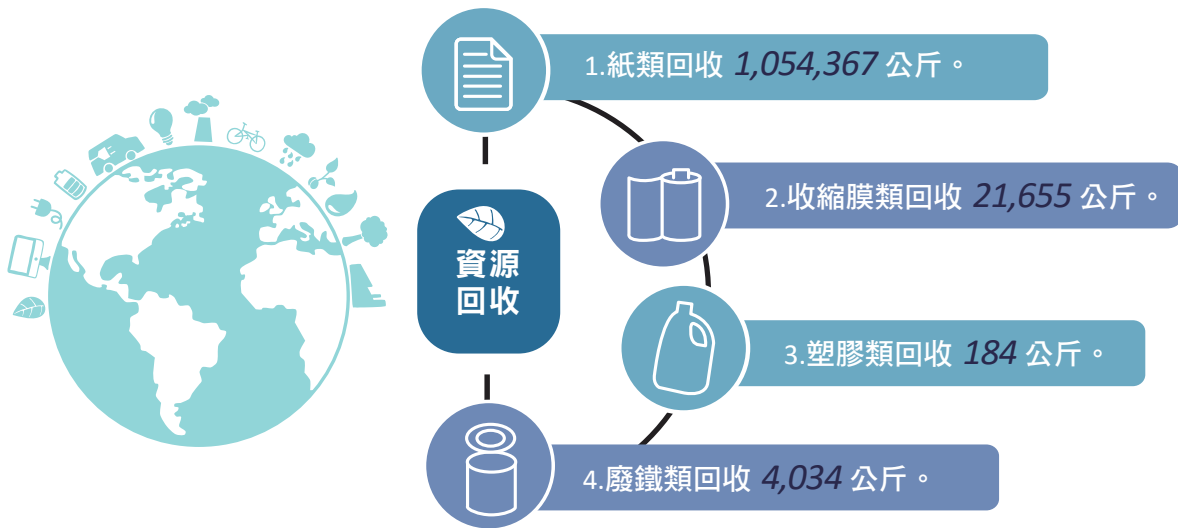 1.紙類回收 1,054,367 公斤。
2.收縮膜類回收 21,655 公斤。
資源
回收
3.塑膠類回收 184 公斤。
4.廢鐵類回收 4,034 公斤。